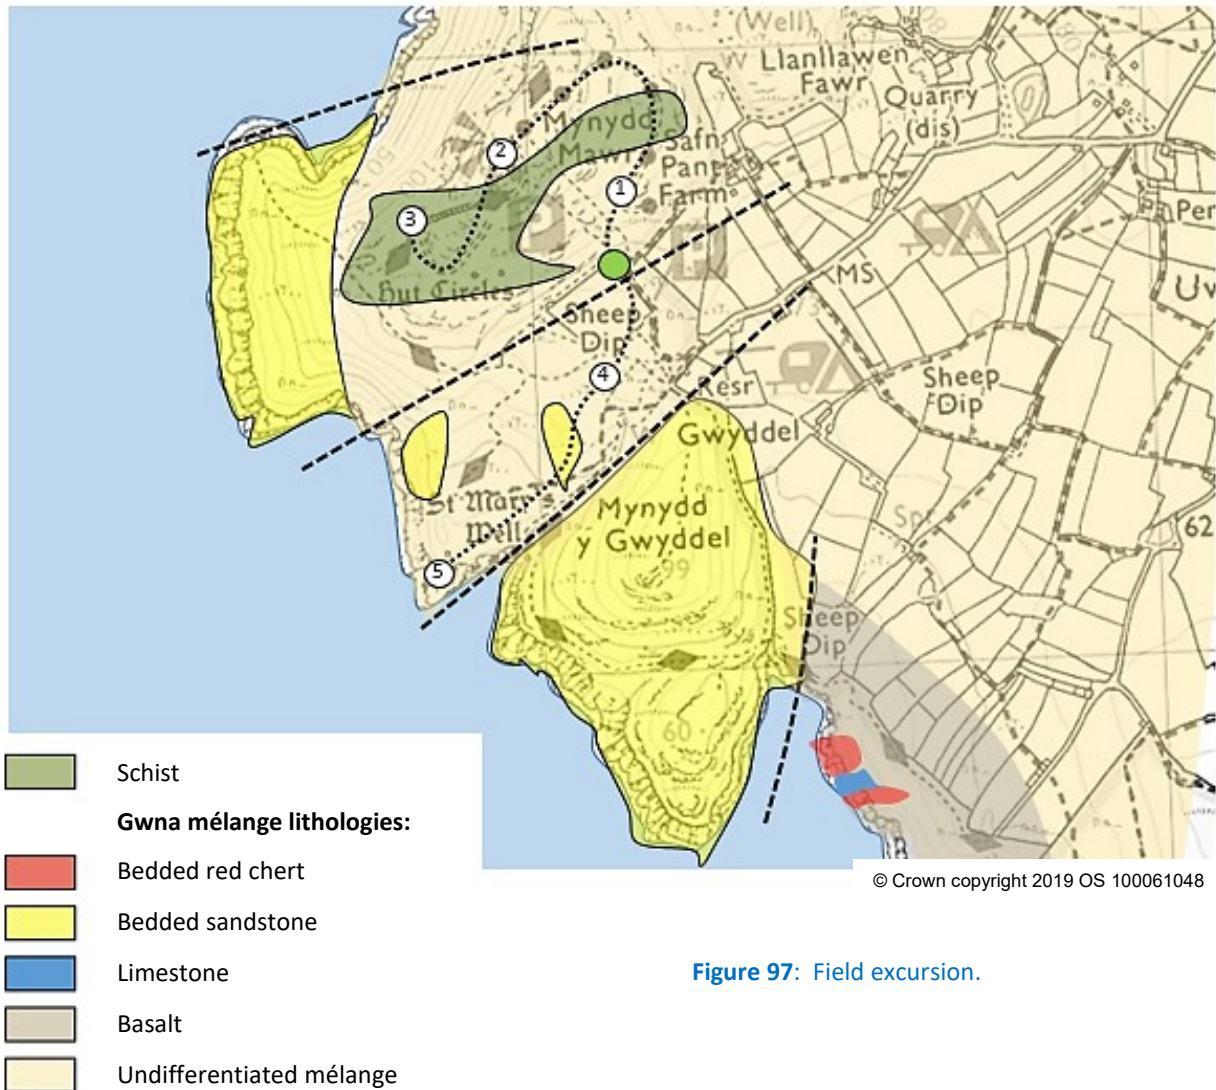 (Well)
Llanllawen
Fawr
Quarry
(dis)
Mynydd
Mawr
Safn
Pant
Farm
2
1
3
Per
MS
Uw
Hut Circles
Sheep
Dip
4
Resr
Sheep
Dip
Gwyddel
St Mary's
Well
Mynydd
y Gwyddel
99
62
5
Sheep
Dip
60
Schist
Gwna mélange lithologies:
Bedded red chert
Bedded sandstone
Limestone
Basalt
Undifferentiated mélange
© Crown copyright 2019 OS 100061048
Figure 97: Field excursion.